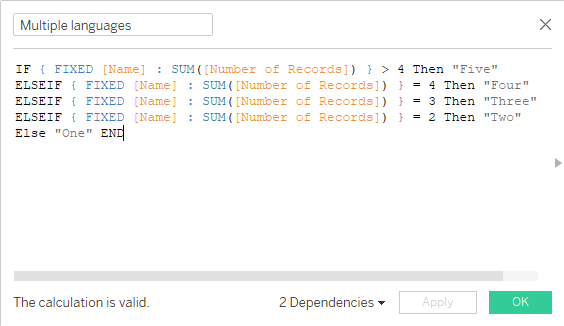 Multiple languages
IF { FIXED [Name] : SUM([Number of Records]) } > 4 Then "Five"
ELSEIF { FIXED [Name] : SUM([Number of Records]) } = 4 Then "Four"
ELSEIF { FIXED [Name] : SUM([Number of Records]) } = 3 Then "Three"
ELSEIF { FIXED [Name] : SUM([Number of Records]) } = 2 Then "Two"
Else "One" END
The calculation is valid. 2 Dependencies Apply OK